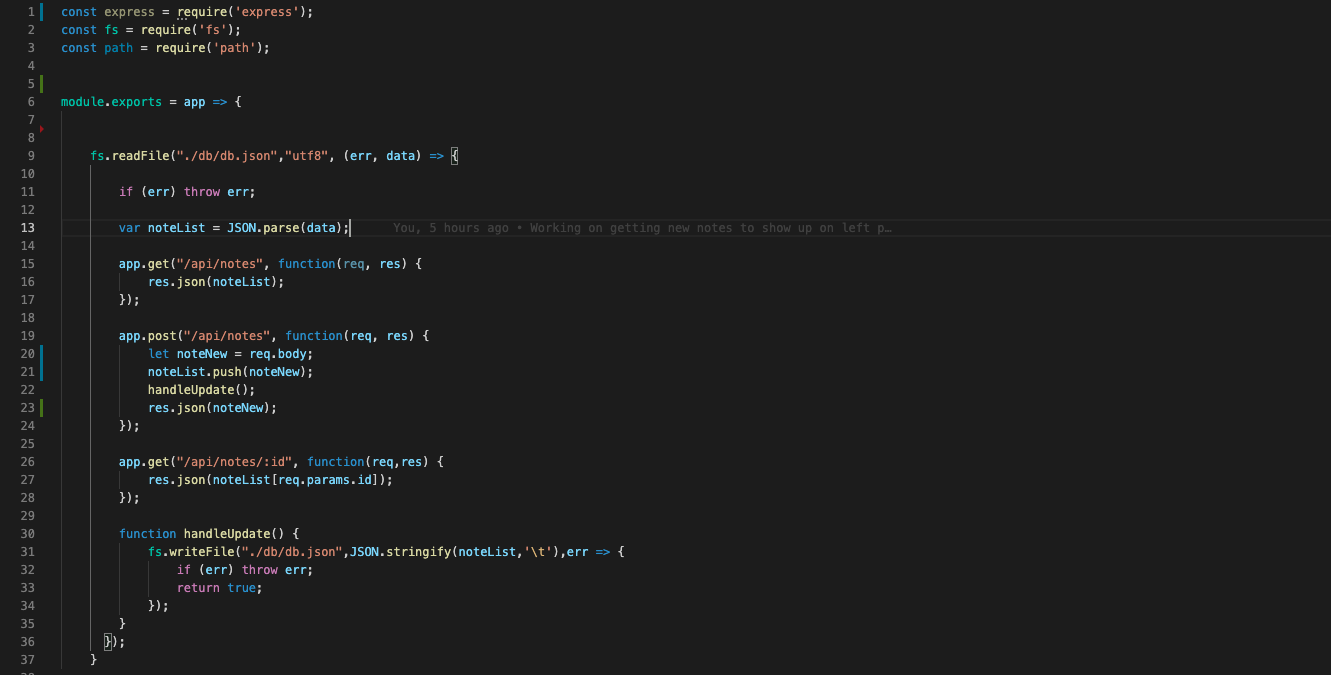 1 const express = require('express');
2 const fs = require('fs');
3 const path = require('path');
4
5
6 module.exports = app => {
7
8
9 fs.readFile("./db/db.json","utf8", (err, data) => {
10
11 if (err) throw err;
12
13 var noteList = JSON.parse(data); You, 5 hours ago • Working on getting new notes to show up on left p…
14
15 app.get("/api/notes", function(req, res) {
16 res.json(noteList);
17 });
18
19 app.post("/api/notes", function(req, res) {
20 let noteNew = req.body;
21 noteList.push(noteNew);
22 handleUpdate();
23 res.json(noteNew);
24 });
25
26 app.get("/api/notes/:id", function(req,res) {
27 res.json(noteList[req.params.id]);
28 });
29
30 function handleUpdate() {
31 fs.writeFile("./db/db.json",JSON.stringify(noteList,'\t'),err => {
32 if (err) throw err;
33 return true;
34 });
35 }
36 });
37 }